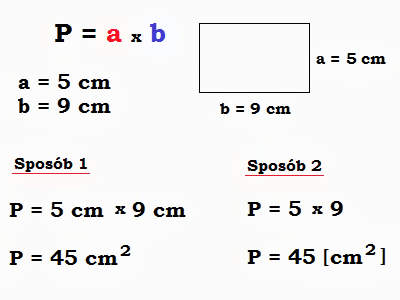 P = a x b
a = 5 cm
b = 9 cm
a = 5 cm
b = 9 cm
Sposób 1
P = 5 cm x 9 cm
P = 45 cm²
Sposób 2
P = 5 x 9
P = 45 [cm²]